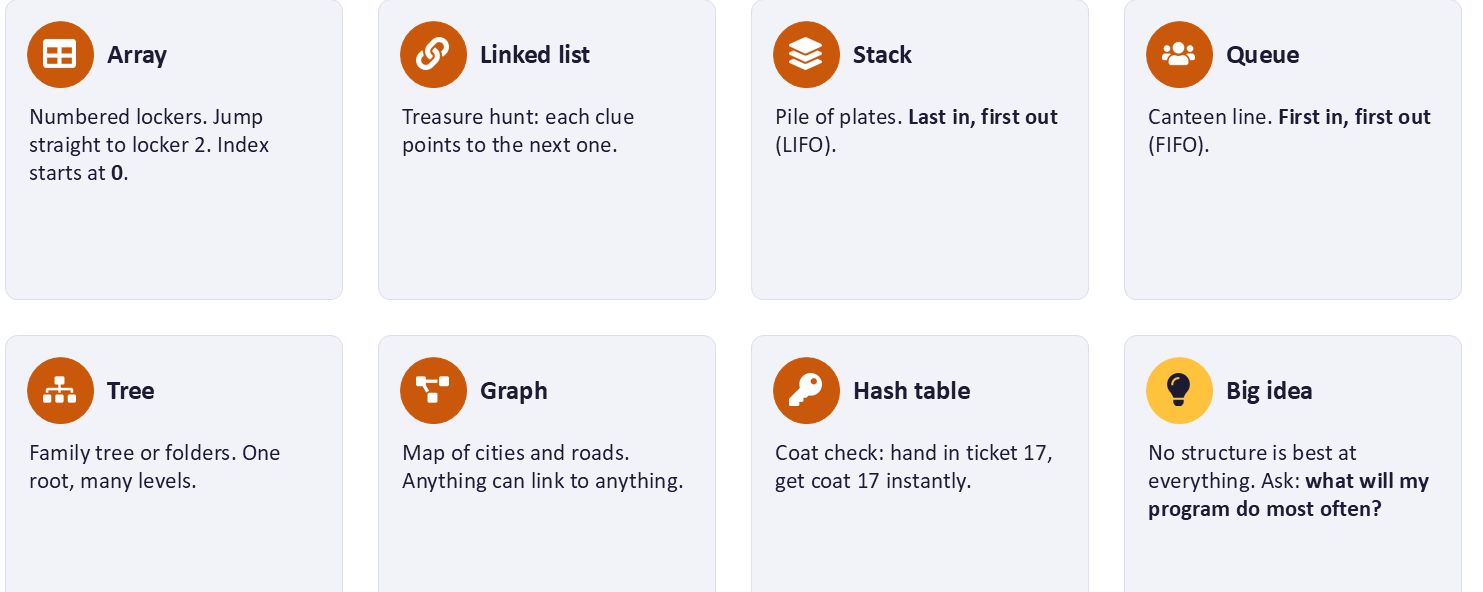 Array
Numbered lockers. Jump
straight to locker 2. Index
starts at 0.
Linked list
Treasure hunt: each clue
points to the next one.
Stack
Pile of plates. Last in, first out
(LIFO).
Queue
Canteen line. First in, first out
(FIFO).
Tree
Family tree or folders. One
root, many levels.
Graph
Map of cities and roads.
Anything can link to anything.
Hash table
Coat check: hand in ticket 17,
get coat 17 instantly.
Big idea
No structure is best at
everything. Ask: what will my
program do most often?